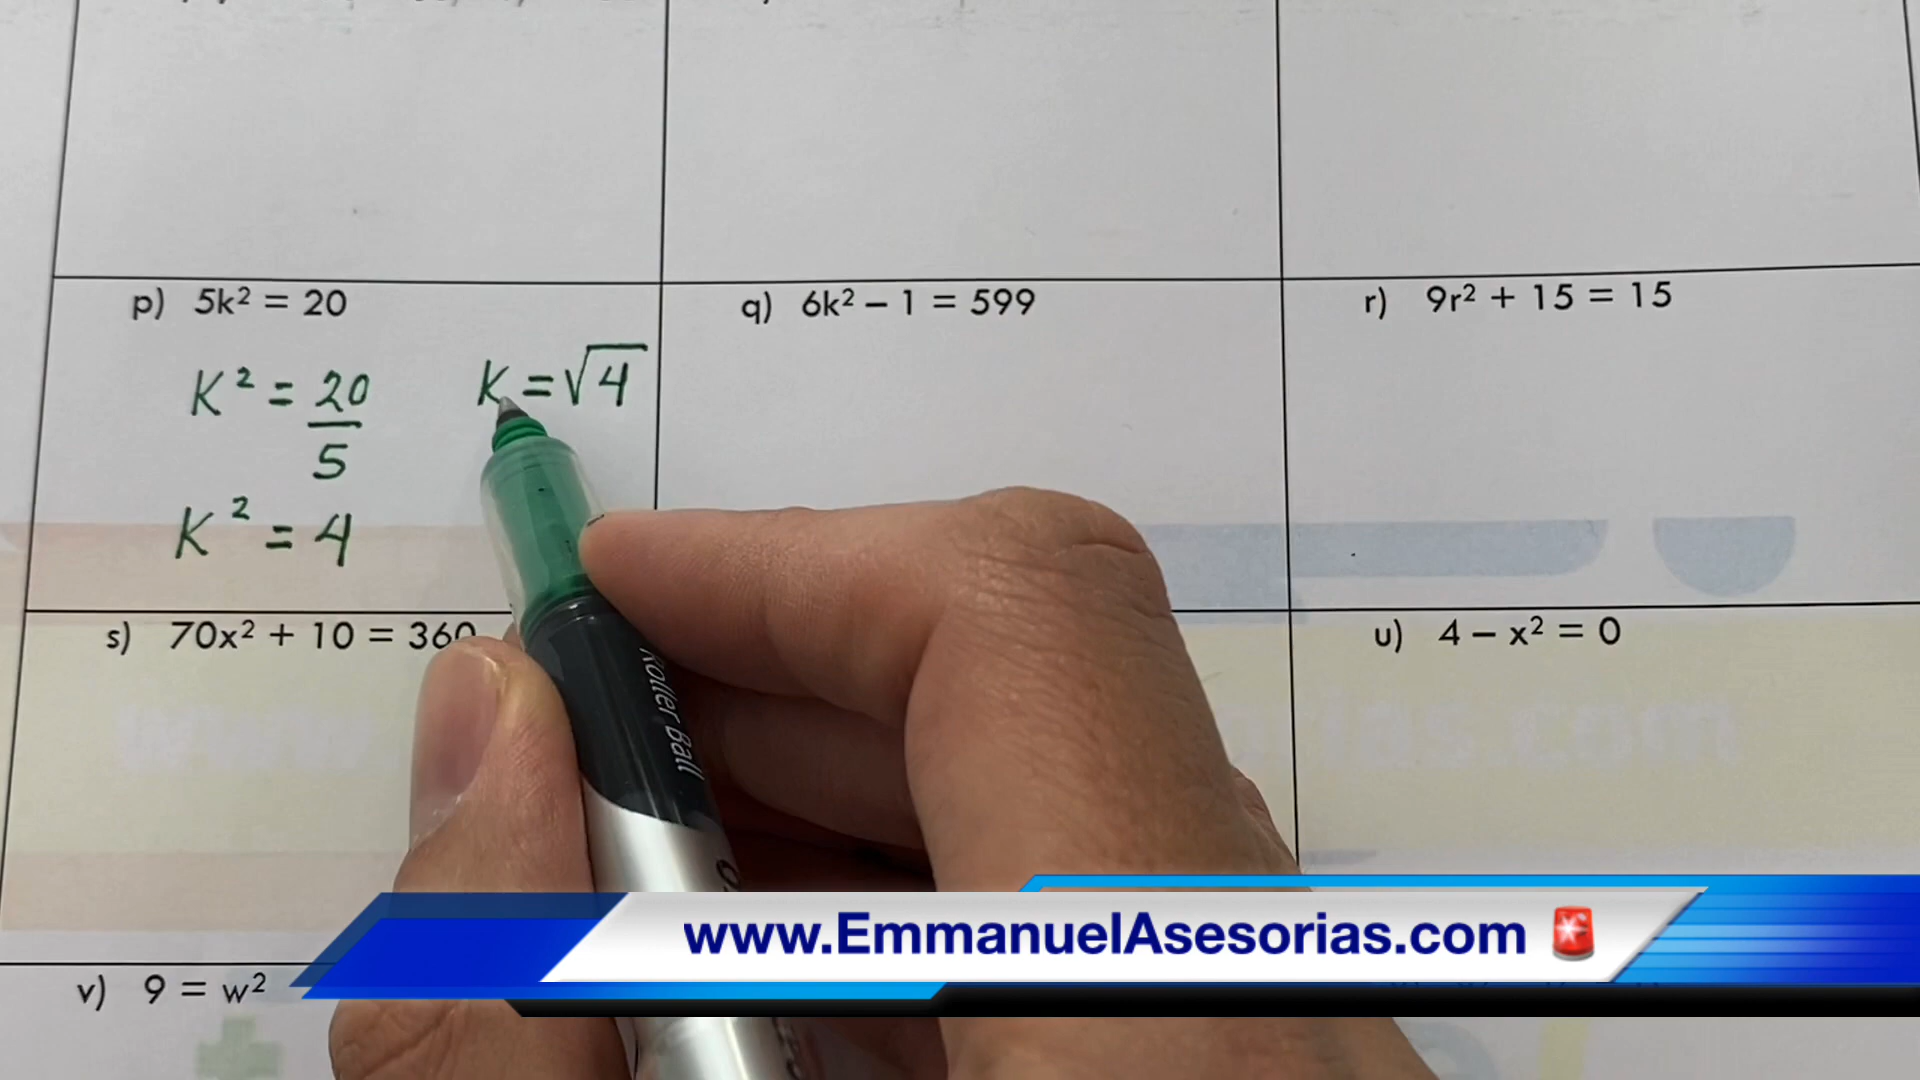 p) 5k² = 20
K² = 20/5
K² = 4
K = √4
q) 6k² – 1 = 599
r) 9r² + 15 = 15
s) 70x² + 10 = 360
u) 4 – x² = 0
v) 9 = w²
Roller Ball
www.EmmanuelAsesorias.com